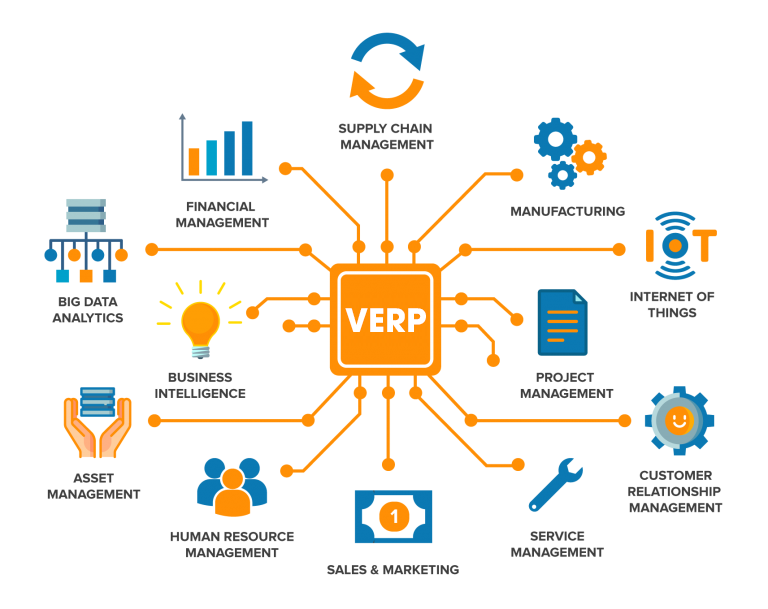 SUPPLY CHAIN
MANAGEMENT
FINANCIAL
MANAGEMENT
MANUFACTURING
IOT
BIG DATA
ANALYTICS
INTERNET OF
THINGS
VERP
BUSINESS
INTELLIGENCE
PROJECT
MANAGEMENT
ASSET
MANAGEMENT
CUSTOMER
RELATIONSHIP
MANAGEMENT
HUMAN RESOURCE
MANAGEMENT
1
SERVICE
MANAGEMENT
SALES & MARKETING